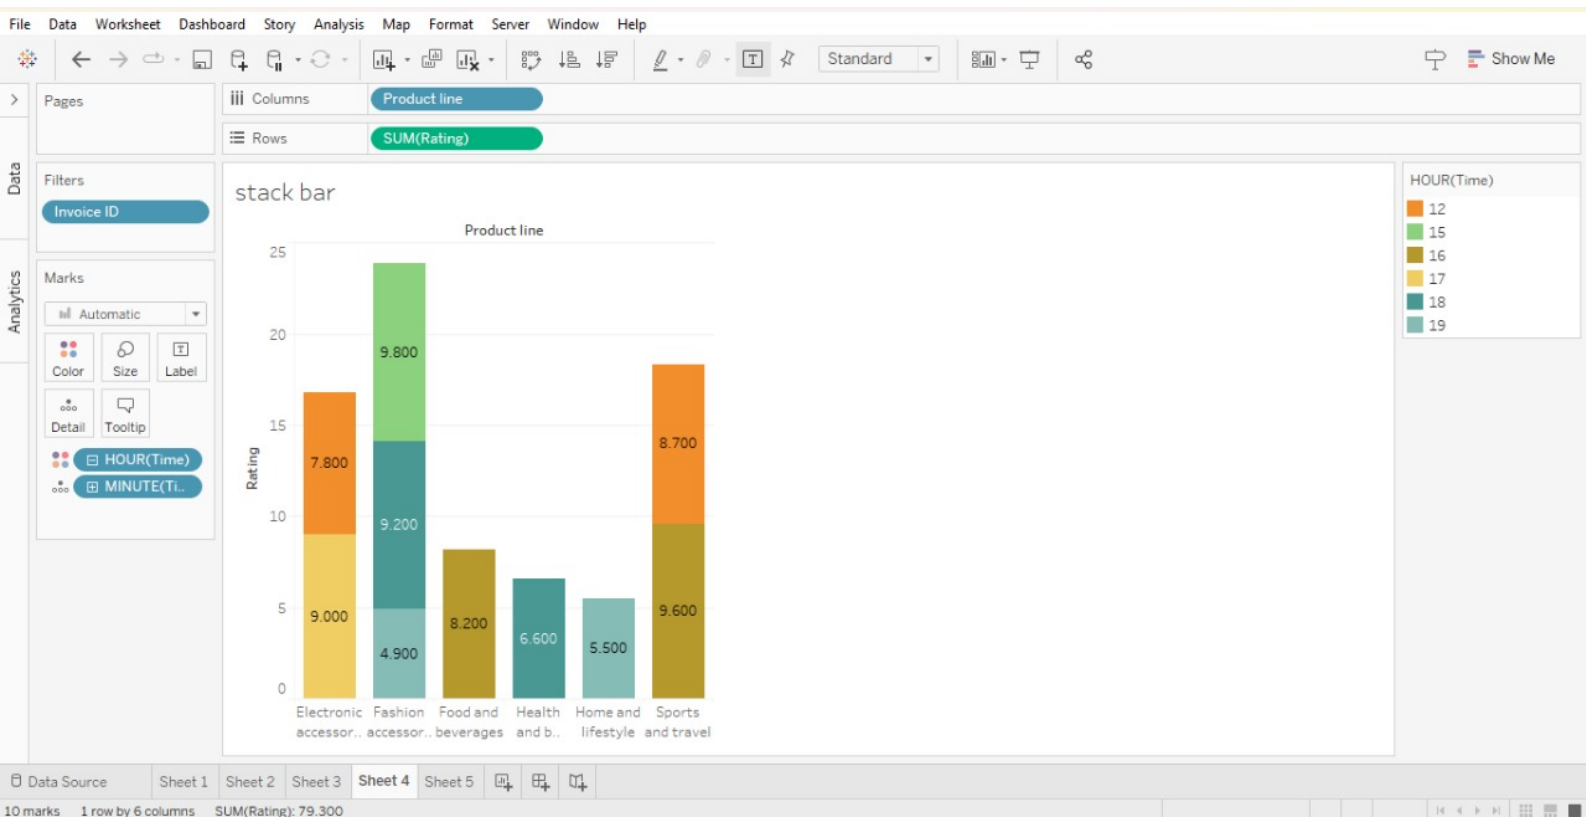 File Data Worksheet Dashboard Story Analysis Map Format Server Window Help
Standard
Show Me
Pages
Columns
Product line
Rows
SUM(Rating)
Data
Analytics
Filters
Invoice ID
Marks
Automatic
Color Size Label
Detail Tooltip
HOUR(Time)
MINUTE(Ti..
stack bar
Product line
Rating
25
20
15
10
5
0
7.800
9.000
9.800
9.200
4.900
8.200
6.600
5.500
8.700
9.600
Electronic Fashion Food and Health Home and Sports
accessor.. accessor.. beverages and b.. lifestyle and travel
HOUR(Time)
12
15
16
17
18
19
Data Source Sheet 1 Sheet 2 Sheet 3 Sheet 4 Sheet 5
10 marks 1 row by 6 columns SUM(Rating): 79.300